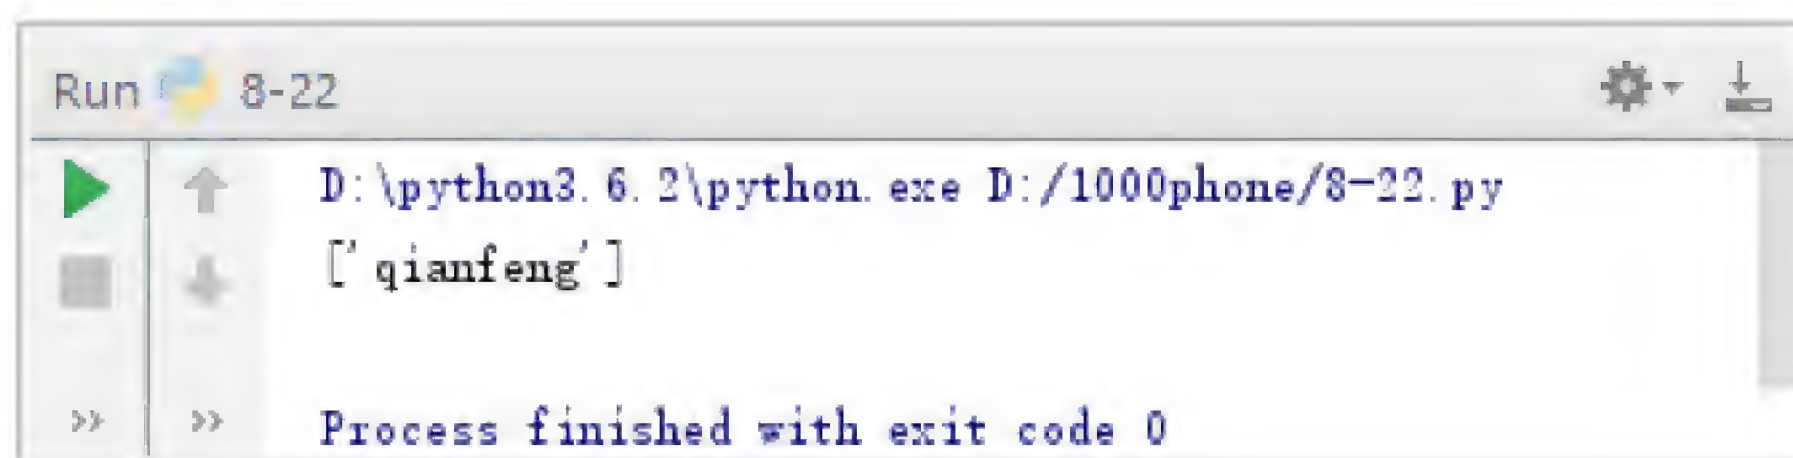 Run 8-22
D:\python3.6.2\python.exe D:/1000phone/8-22.py
['qianfeng']
Process finished with exit code 0